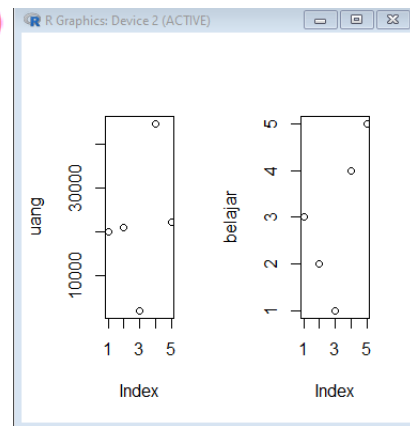 R Graphics: Device 2 (ACTIVE)
uang
30000
10000
1 3 5
Index
belajar
5
4
3
2
1
1 3 5
Index